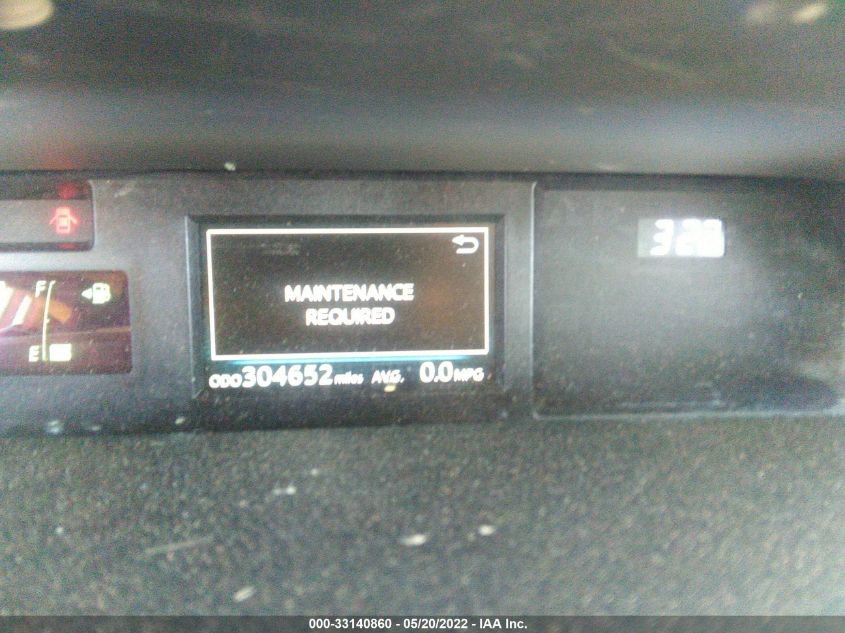 F
E
MAINTENANCE
REQUIRED
ODO 304652 miles AVG. 0.0 MPG
000-33140860 - 05/20/2022 - IAA Inc.